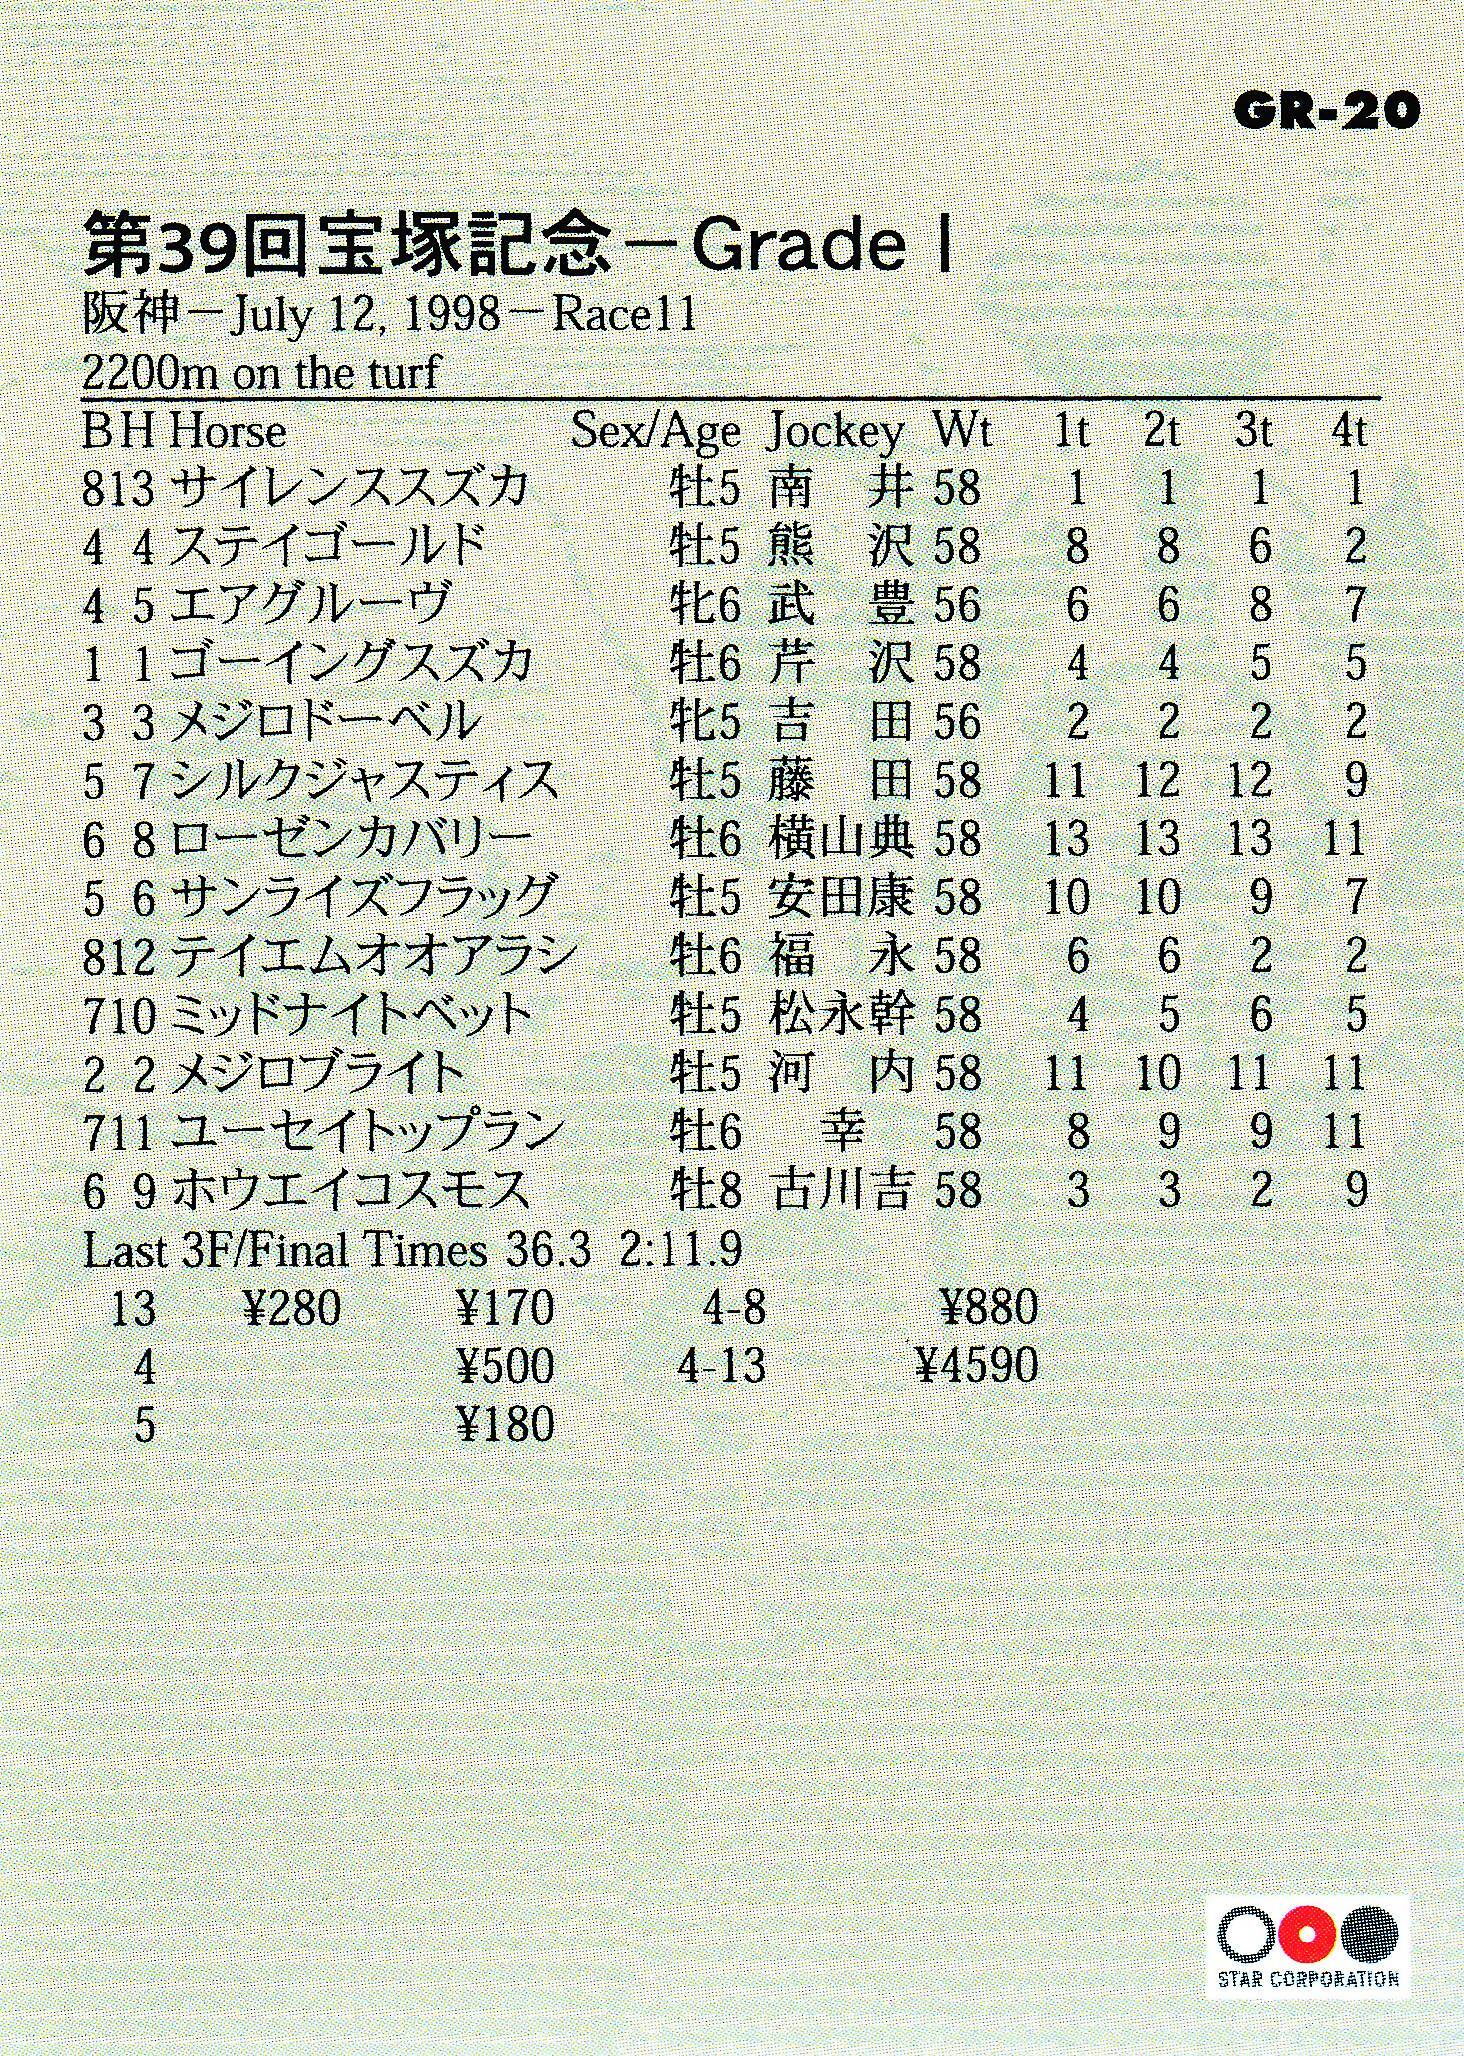 GR-20
第39回宝塚記念－Grade I
阪神－July 12, 1998－Race11
2200m on the turf
B H Horse Sex/Age Jockey Wt 1t 2t 3t 4t
8 13 サイレンススズカ 牡5 南 井 58 1 1 1 1
4 4 ステイゴールド 牡5 熊 沢 58 8 8 6 2
4 5 エアグルーヴ 牝6 武 豊 56 6 6 8 7
1 1 ゴーイングスズカ 牡6 芹 沢 58 4 4 5 5
3 3 メジロドーベル 牝5 吉 田 56 2 2 2 2
5 7 シルクジャスティス 牡5 藤 田 58 11 12 12 9
6 8 ローゼンカバリー 牡6 横山典 58 13 13 13 11
5 6 サンライズフラッグ 牡5 安田康 58 10 10 9 7
8 12 テイエムオオアラシ 牡6 福 永 58 6 6 2 2
7 10 ミッドナイトベット 牡5 松永幹 58 4 5 6 5
2 2 メジロブライト 牡5 河 内 58 11 10 11 11
7 11 ユーセイトップラン 牡6 幸 58 8 9 9 11
6 9 ホウエイコスモス 牡8 古川吉 58 3 3 2 9
Last 3F/Final Times 36.3 2:11.9
13 ¥280 ¥170 4-8 ¥880
4 ¥500 4-13 ¥4590
5 ¥180
STAR CORPORATION